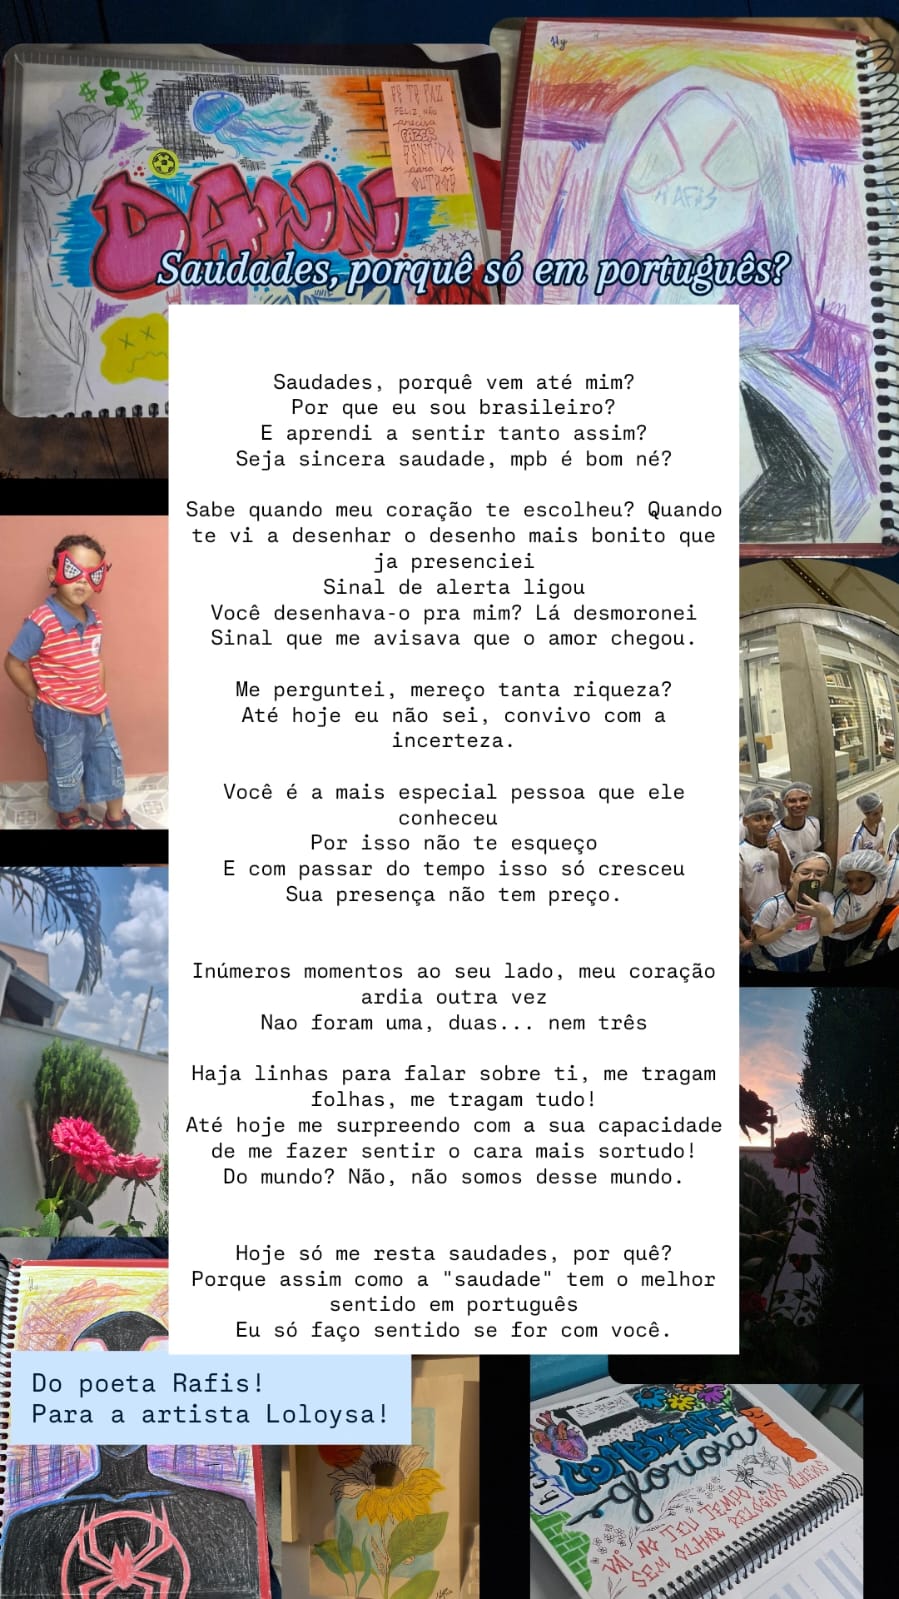 $ $ $ $
FE TE FAZ
FELIZ, NÃO
precisa
FAZER
SENTIDO
para os
OUTROS
DAWN
Hy
RAFAS
Saudades, porquê só em português?
Saudades, porquê vem até mim?
Por que eu sou brasileiro?
E aprendi a sentir tanto assim?
Seja sincera saudade, mpb é bom né?
Sabe quando meu coração te escolheu? Quando
te vi a desenhar o desenho mais bonito que
ja presenciei
Sinal de alerta ligou
Você desenhava-o pra mim? Lá desmoronei
Sinal que me avisava que o amor chegou.
Me perguntei, mereço tanta riqueza?
Até hoje eu não sei, convivo com a
incerteza.
Você é a mais especial pessoa que ele
conheceu
Por isso não te esqueço
E com passar do tempo isso só cresceu
Sua presença não tem preço.
Inúmeros momentos ao seu lado, meu coração
ardia outra vez
Nao foram uma, duas... nem três
Haja linhas para falar sobre ti, me tragam
folhas, me tragam tudo!
Até hoje me surpreendo com a sua capacidade
de me fazer sentir o cara mais sortudo!
Do mundo? Não, não somos desse mundo.
Hoje só me resta saudades, por quê?
Porque assim como a "saudade" tem o melhor
sentido em português
Eu só faço sentido se for com você.
Do poeta Rafis!
Para a artista Loloysa!
COMBATENTE
gloriosa
VAI NO TEU TEMPO
SEM OLHAR RELÓGIOS ALHEIOS